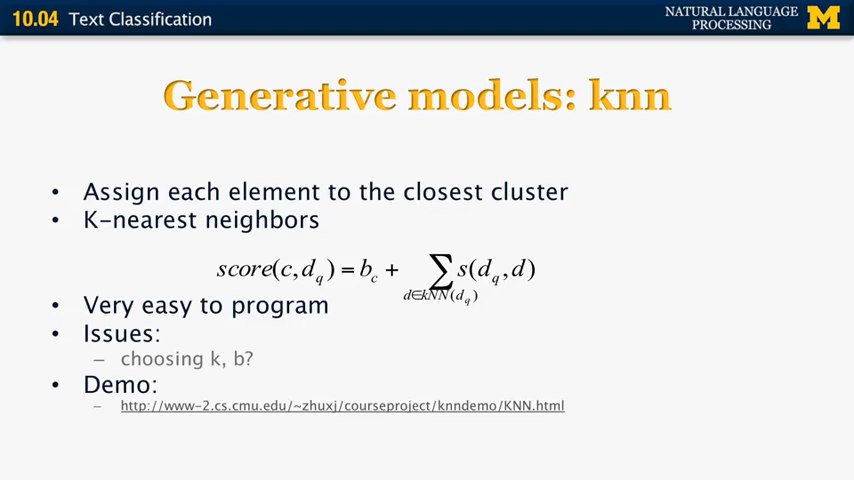 10.04 Text Classification
NATURAL LANGUAGE
PROCESSING M
Generative models: knn
• Assign each element to the closest cluster
• K-nearest neighbors
score(c,d_q) = b_c + ∑ s(d_q,d)
d∈kNN(d_q)
• Very easy to program
• Issues:
– choosing k, b?
• Demo:
– http://www-2.cs.cmu.edu/~zhuxj/courseproject/knndemo/KNN.html